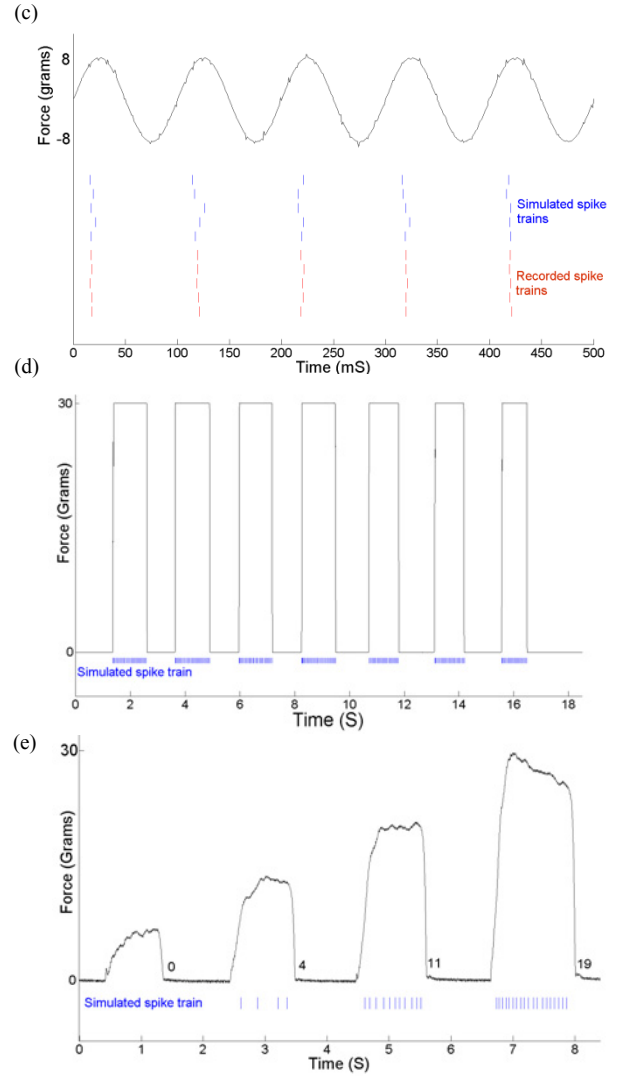 (c)
Force (grams)
8
-8
Simulated spike
trains
Recorded spike
trains
0 50 100 150 200 250 300 350 400 450 500
Time (mS)
(d)
30
Force (Grams)
0
Simulated spike train
0 2 4 6 8 10 12 14 16 18
Time (S)
(e)
30
Force (Grams)
0 4 11 19
0
Simulated spike train
0 1 2 3 4 5 6 7 8
Time (S)